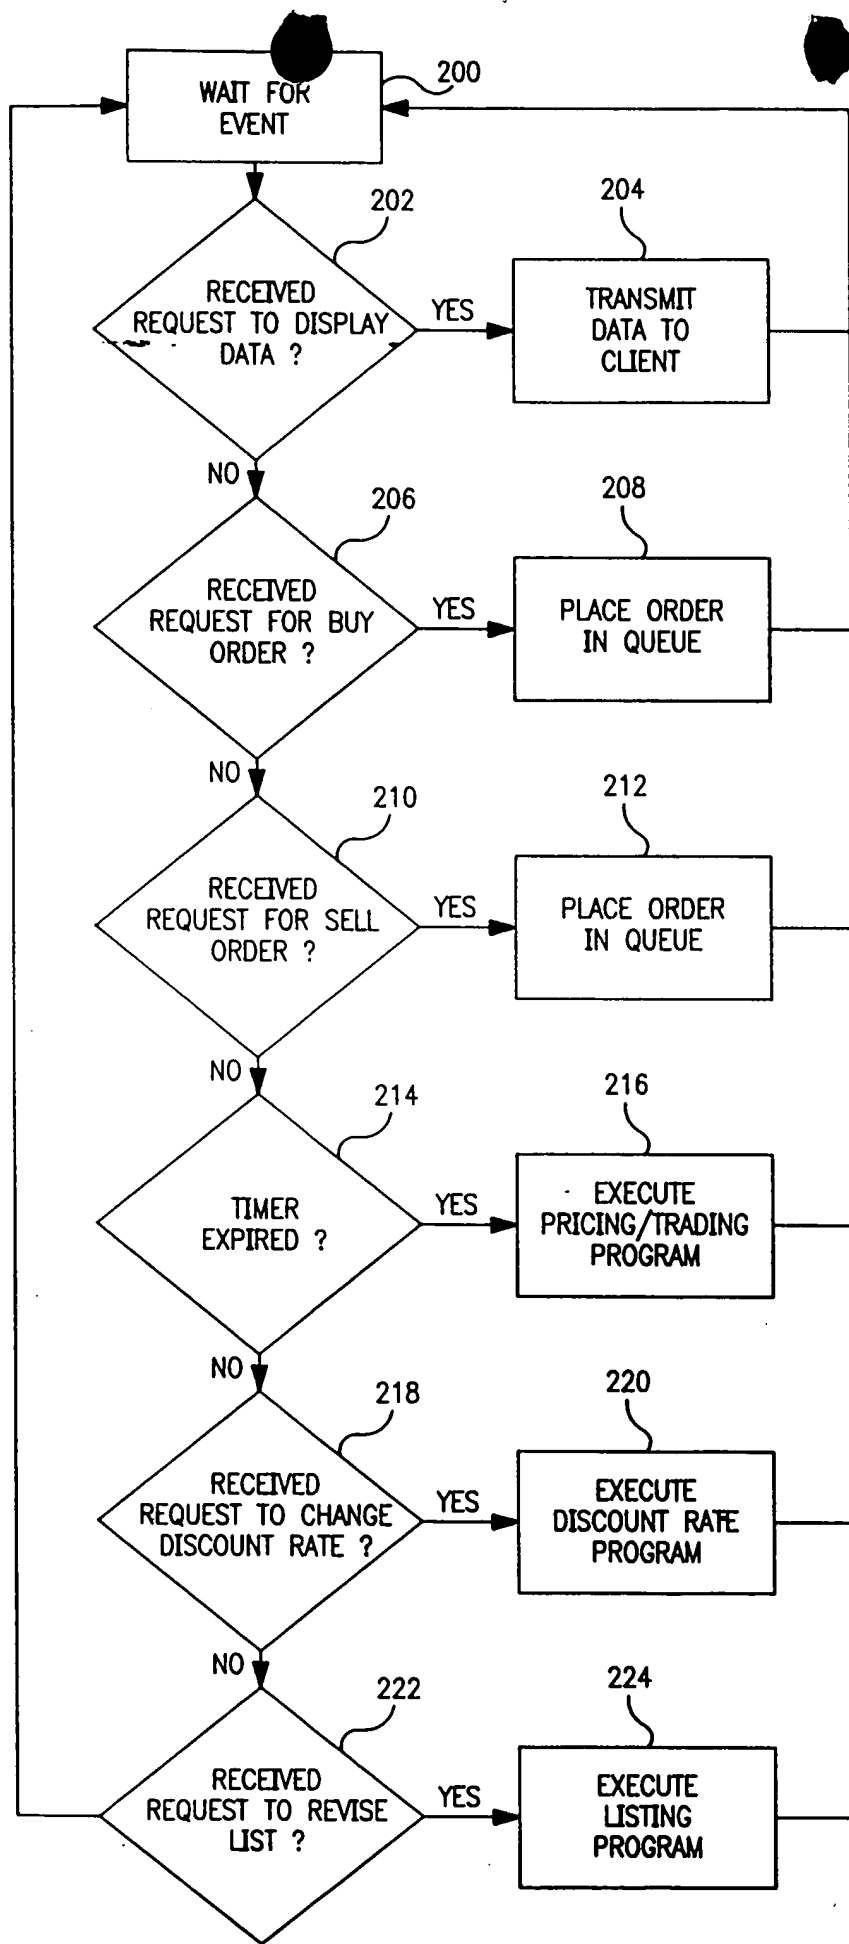 200
WAIT FOR
EVENT
202
204
RECEIVED
REQUEST TO DISPLAY
DATA ?
YES
TRANSMIT
DATA TO
CLIENT
NO
206
208
RECEIVED
REQUEST FOR BUY
ORDER ?
YES
PLACE ORDER
IN QUEUE
NO
210
212
RECEIVED
REQUEST FOR SELL
ORDER ?
YES
PLACE ORDER
IN QUEUE
NO
214
216
TIMER
EXPIRED ?
YES
EXECUTE
PRICING/TRADING
PROGRAM
NO
218
220
RECEIVED
REQUEST TO CHANGE
DISCOUNT RATE ?
YES
EXECUTE
DISCOUNT RATE
PROGRAM
NO
222
224
RECEIVED
REQUEST TO REVISE
LIST ?
YES
EXECUTE
LISTING
PROGRAM